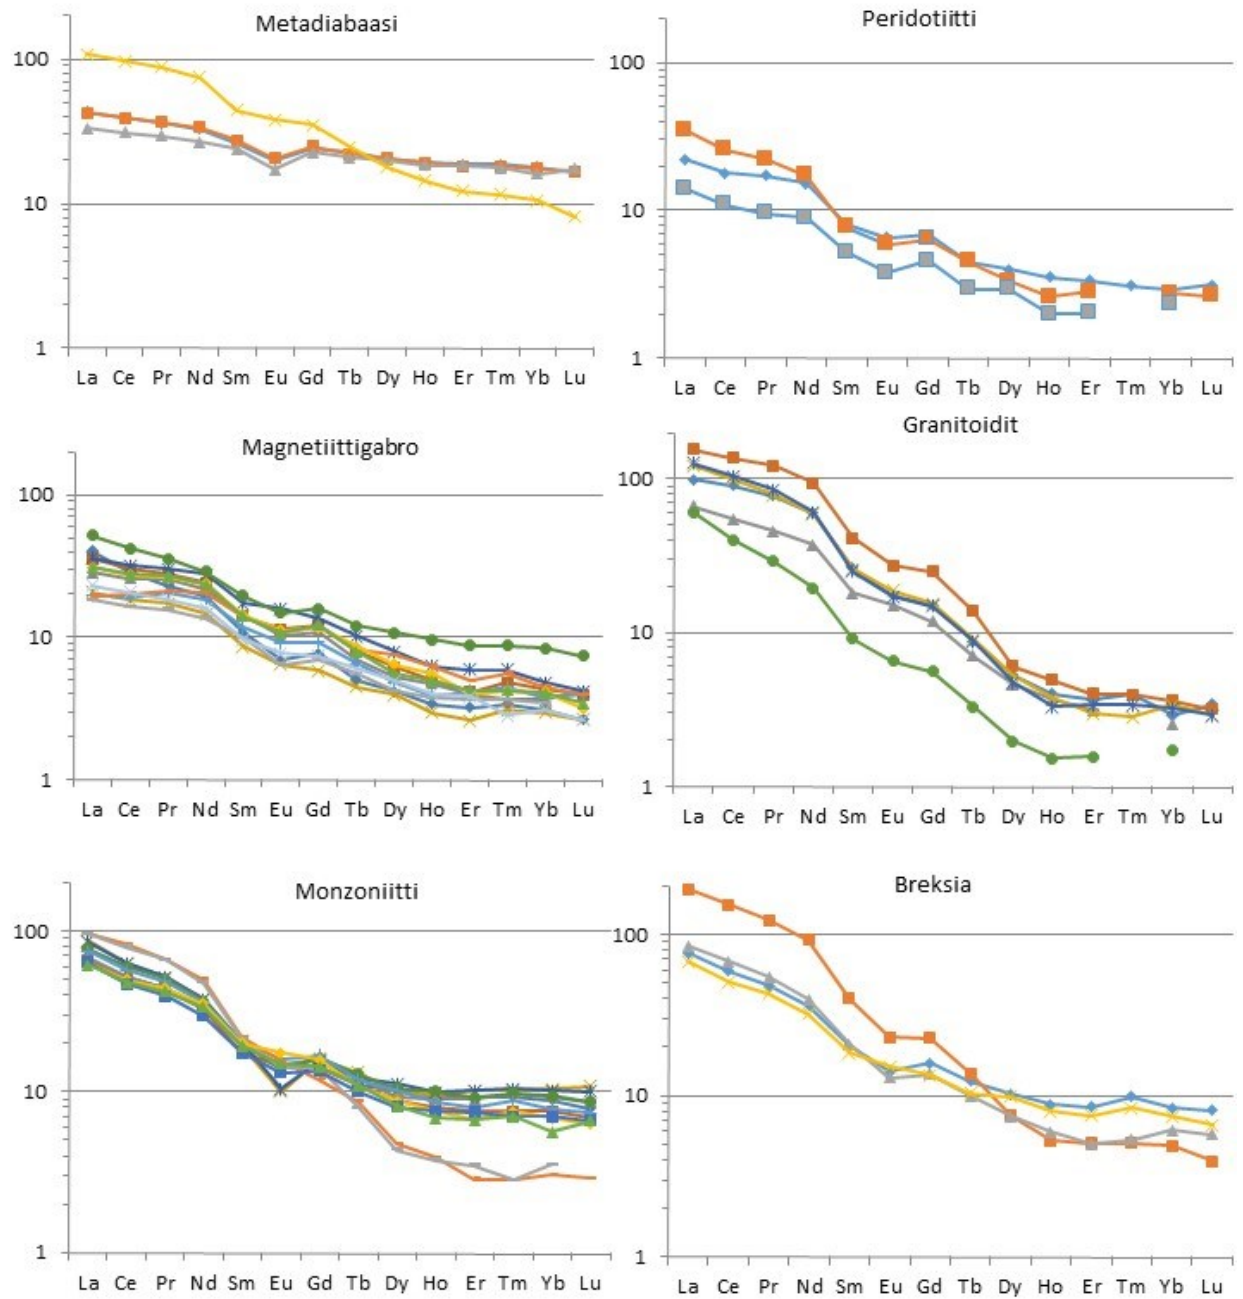 Metadiabaasi
100
10
1
La Ce Pr Nd Sm Eu Gd Tb Dy Ho Er Tm Yb Lu
Peridotiitti
100
10
1
La Ce Pr Nd Sm Eu Gd Tb Dy Ho Er Tm Yb Lu
Magnetiittigabro
100
10
1
La Ce Pr Nd Sm Eu Gd Tb Dy Ho Er Tm Yb Lu
Granitoidit
100
10
1
La Ce Pr Nd Sm Eu Gd Tb Dy Ho Er Tm Yb Lu
Monzoniitti
100
10
1
La Ce Pr Nd Sm Eu Gd Tb Dy Ho Er Tm Yb Lu
Breksia
100
10
1
La Ce Pr Nd Sm Eu Gd Tb Dy Ho Er Tm Yb Lu